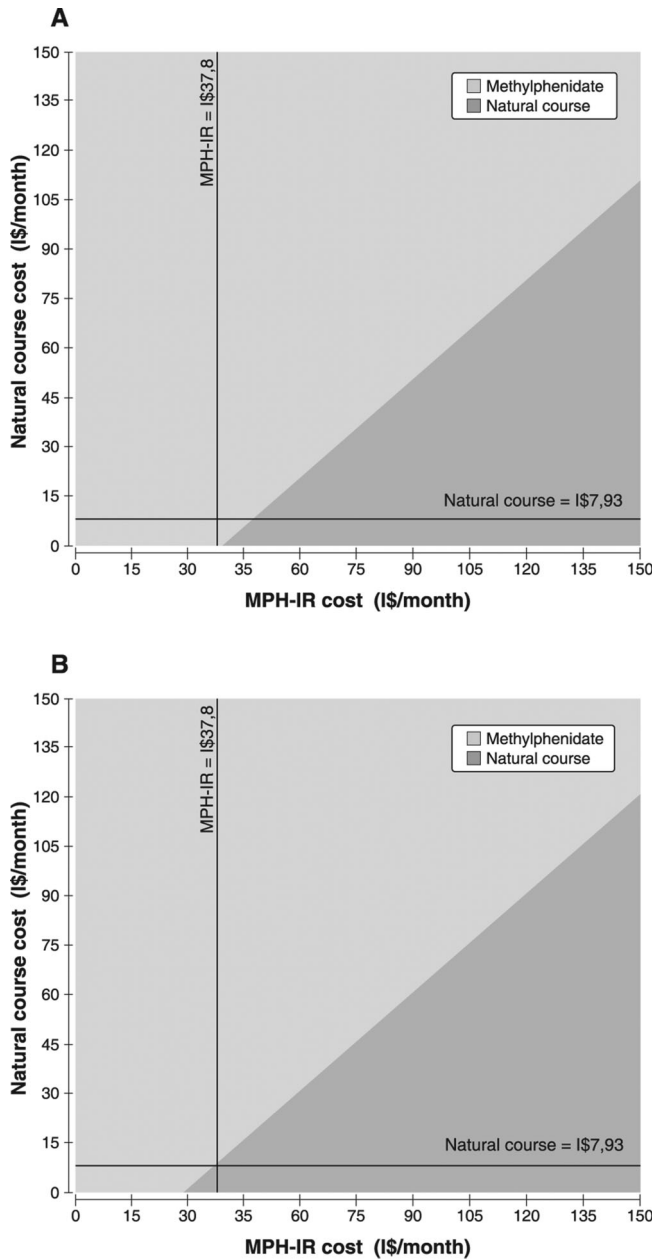 A
150
135
120
105
90
75
60
45
30
15
0
Natural course cost (I$/month)
MPH-IR = I$37,8
Methylphenidate
Natural course
Natural course = I$7,93
0 15 30 45 60 75 90 105 120 135 150
MPH-IR cost (I$/month)
B
150
135
120
105
90
75
60
45
30
15
0
Natural course cost (I$/month)
MPH-IR = I$37,8
Methylphenidate
Natural course
Natural course = I$7,93
0 15 30 45 60 75 90 105 120 135 150
MPH-IR cost (I$/month)